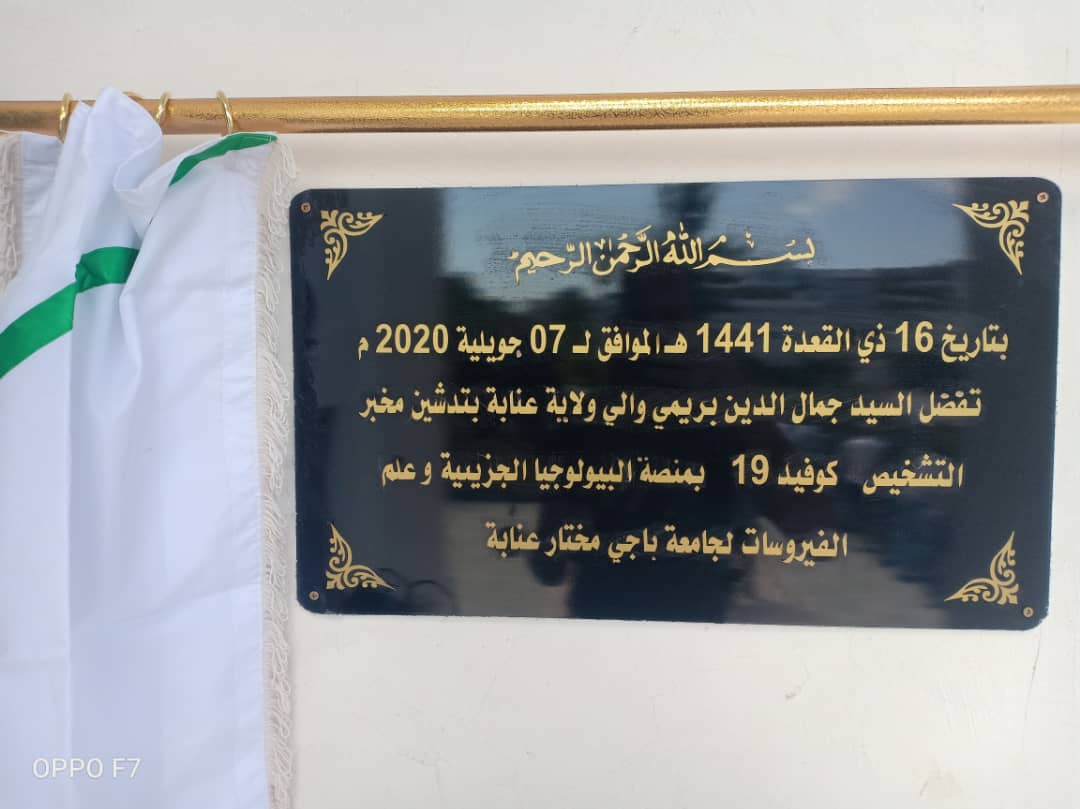 بسم الله الرحمن الرحيم
بتاريخ 16 ذي القعدة 1441 هـ الموافق لـ 07 جويلية 2020 م
تفضل السيد جمال الدين بريمي والي ولاية عنابة بتدشين مخبر
التشخيص كوفيد 19 بمنصة البيولوجيا الجزيئية و علم
الفيروسات لجامعة باجي مختار عنابة
OPPO F7